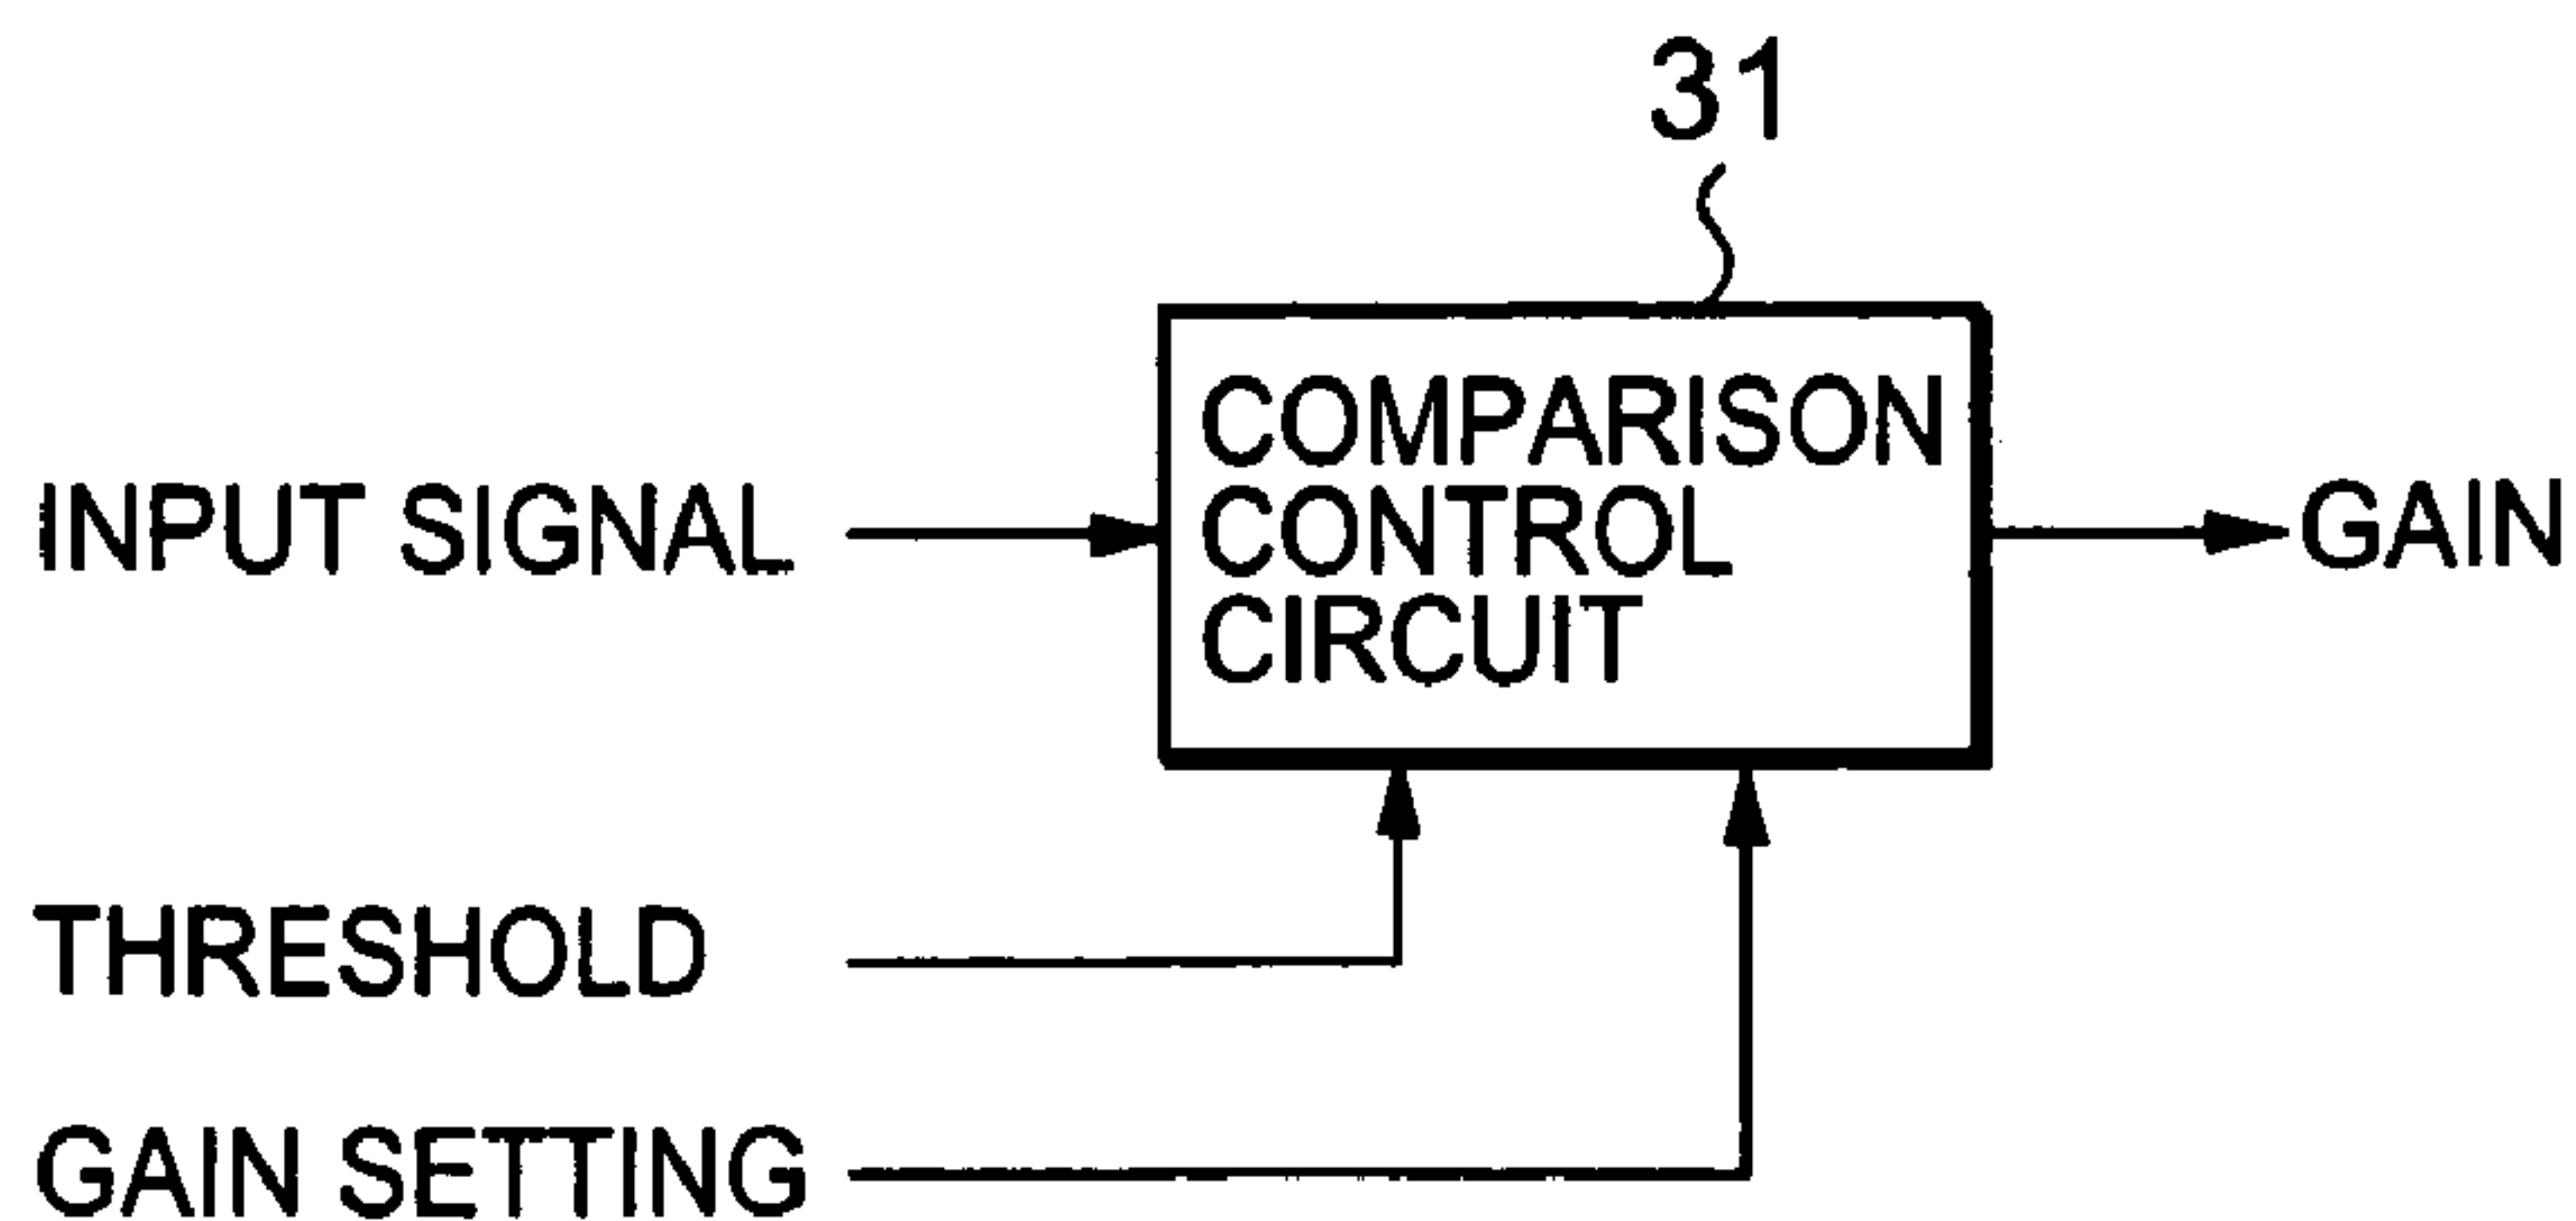 31
COMPARISON
CONTROL
CIRCUIT
INPUT SIGNAL
GAIN
THRESHOLD
GAIN SETTING